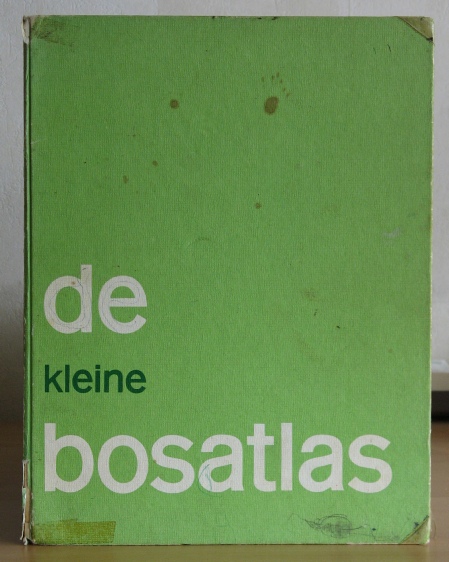 de
kleine
bosatlas